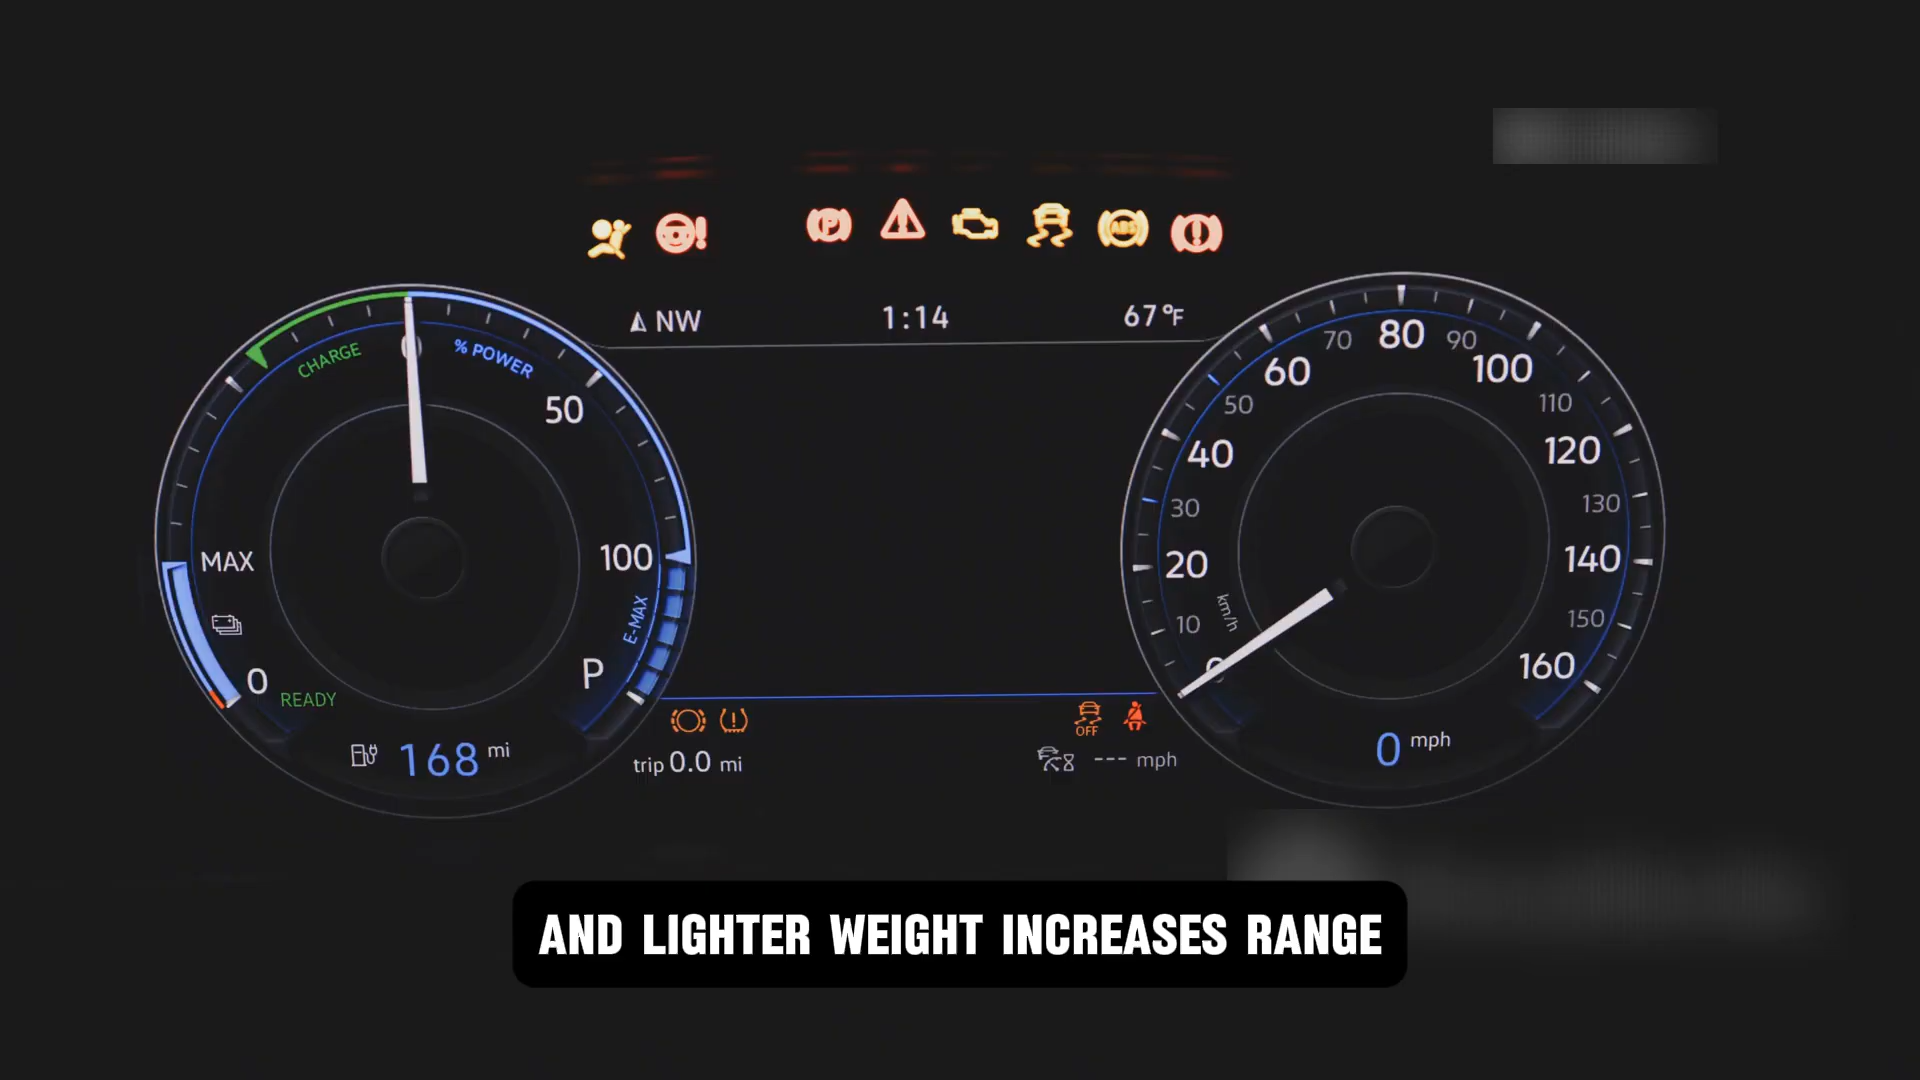 P
ABS
NW
1:14
67°F
CHARGE
0
% POWER
50
100
MAX
E-MAX
0
P
READY
168 mi
trip 0.0 mi
OFF
--- mph
70
80
90
60
100
50
110
40
120
30
130
20
140
km/h
10
150
0
160
0 mph
AND LIGHTER WEIGHT INCREASES RANGE